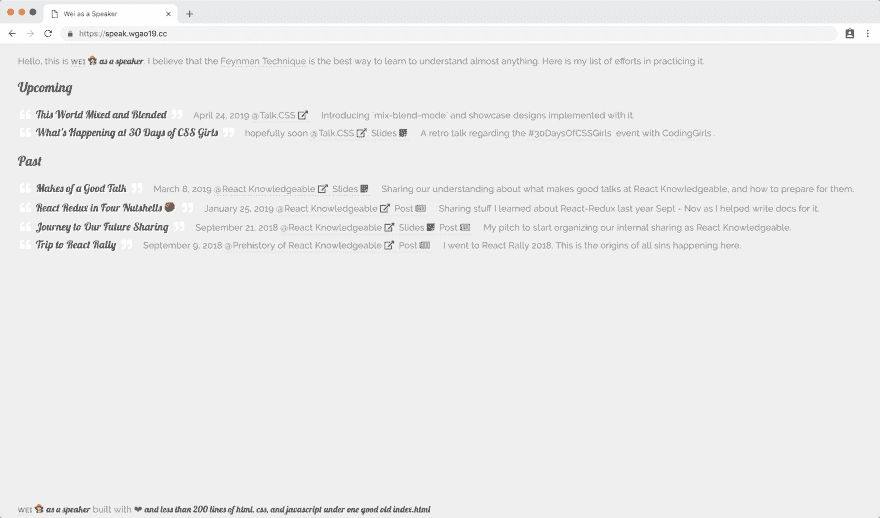 Wei as a Speaker
https://speak.wgao19.cc
Hello, this is WEI as a speaker. I believe that the Feynman Technique is the best way to learn to understand almost anything. Here is my list of efforts in practicing it.
Upcoming
This World Mixed and Blended April 24, 2019 @Talk.CSS Introducing `mix-blend-mode` and showcase designs implemented with it.
What's Happening at 30 Days of CSS Girls hopefully soon @Talk.CSS Slides A retro talk regarding the #30DaysOfCSSGirls event with CodingGirls.
Past
Makes of a Good Talk March 8, 2019 @React Knowledgeable Slides Sharing our understanding about what makes good talks at React Knowledgeable, and how to prepare for them.
React Redux in Four Nutshells January 25, 2019 @React Knowledgeable Post Sharing stuff I learned about React-Redux last year Sept - Nov as I helped write docs for it.
Journey to Our Future Sharing September 21, 2018 @React Knowledgeable Slides Post My pitch to start organizing our internal sharing as React Knowledgeable.
Trip to React Rally September 9, 2018 @Prehistory of React Knowledgeable Post I went to React Rally 2018. This is the origins of all sins happening here.
WEI as a speaker built with ❤ and less than 200 lines of html, css, and javascript under one good old index.html